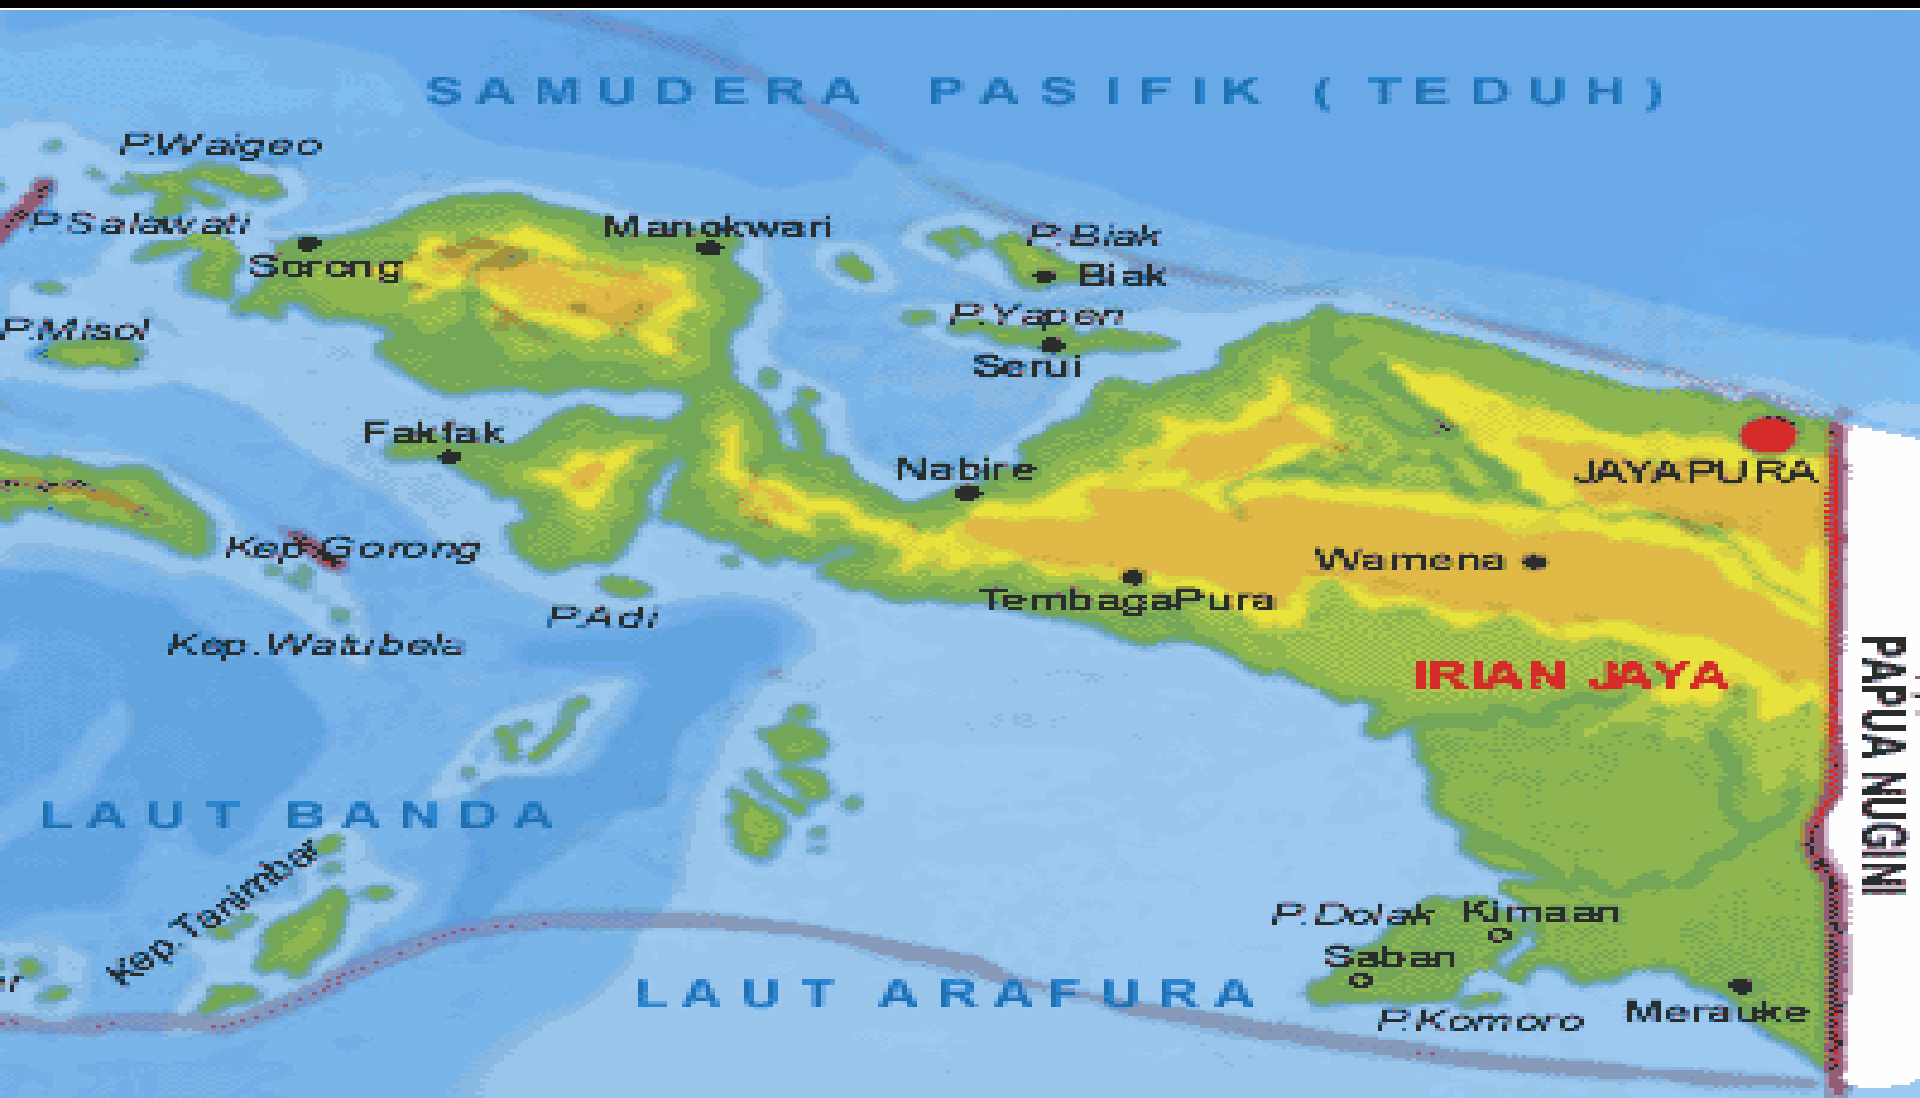 SAMUDERA PASIFIK ( TEDUH )
P.Waigeo
P.Salawati
Manokwari
P.Biak
Sorong
Biak
P.Misol
P.Yapen
Serui
Fakfak
Nabire
JAYAPURA
Kep.Gorong
Wamena
TembagaPura
P.Adi
Kep.Watubela
IRIAN JAYA
PAPUA NUGINI
LAUT BANDA
Kep.Tanimbar
P.Dolak
Kimaan
Saban
LAUT ARAFURA
P.Komoro
Merauke